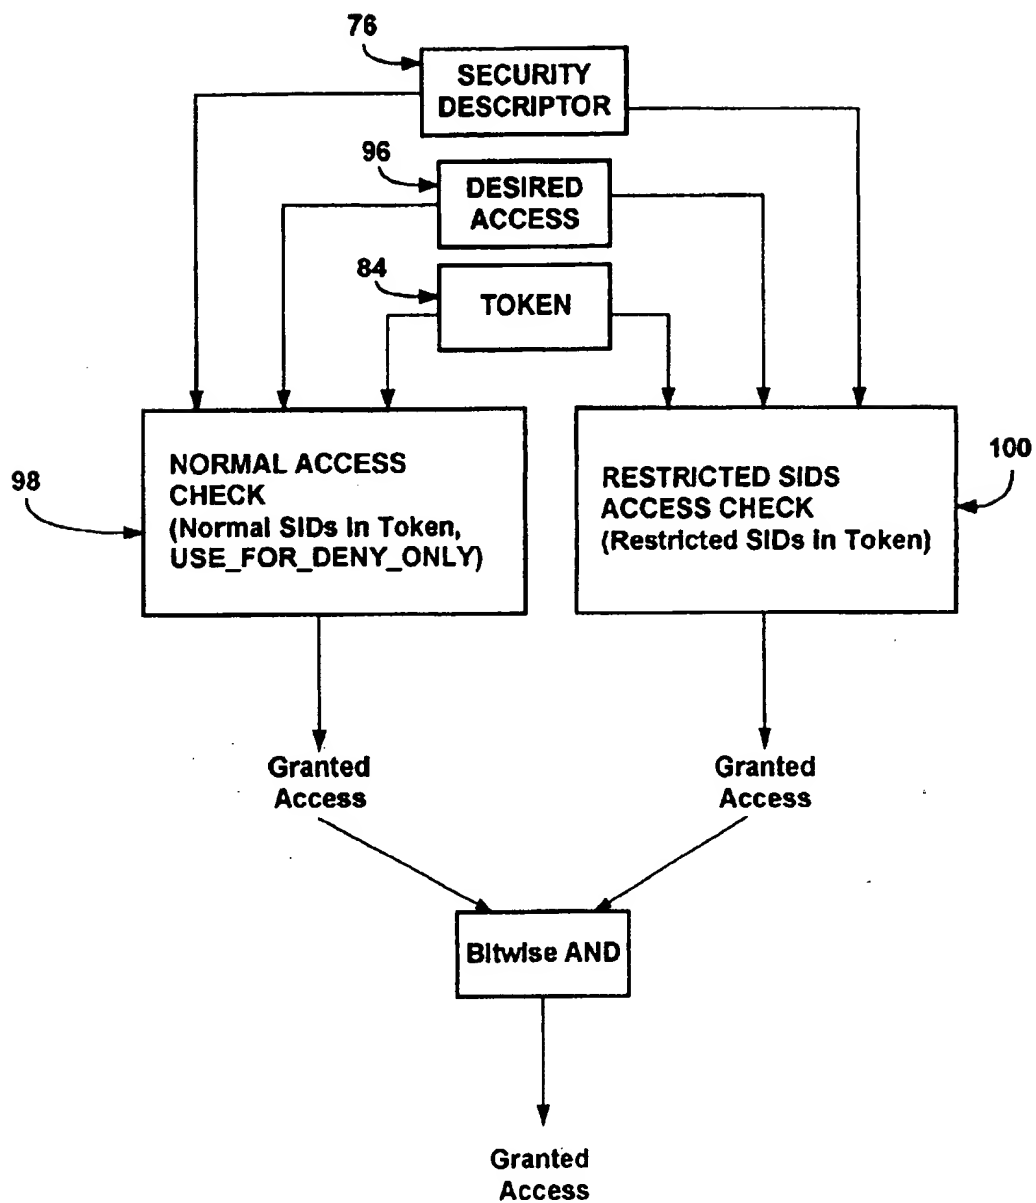 76
SECURITY
DESCRIPTOR
96
DESIRED
ACCESS
84
TOKEN
98
NORMAL ACCESS
CHECK
(Normal SIDs in Token,
USE_FOR_DENY_ONLY)
100
RESTRICTED SIDS
ACCESS CHECK
(Restricted SIDs in Token)
Granted
Access
Granted
Access
Bitwise AND
Granted
Access